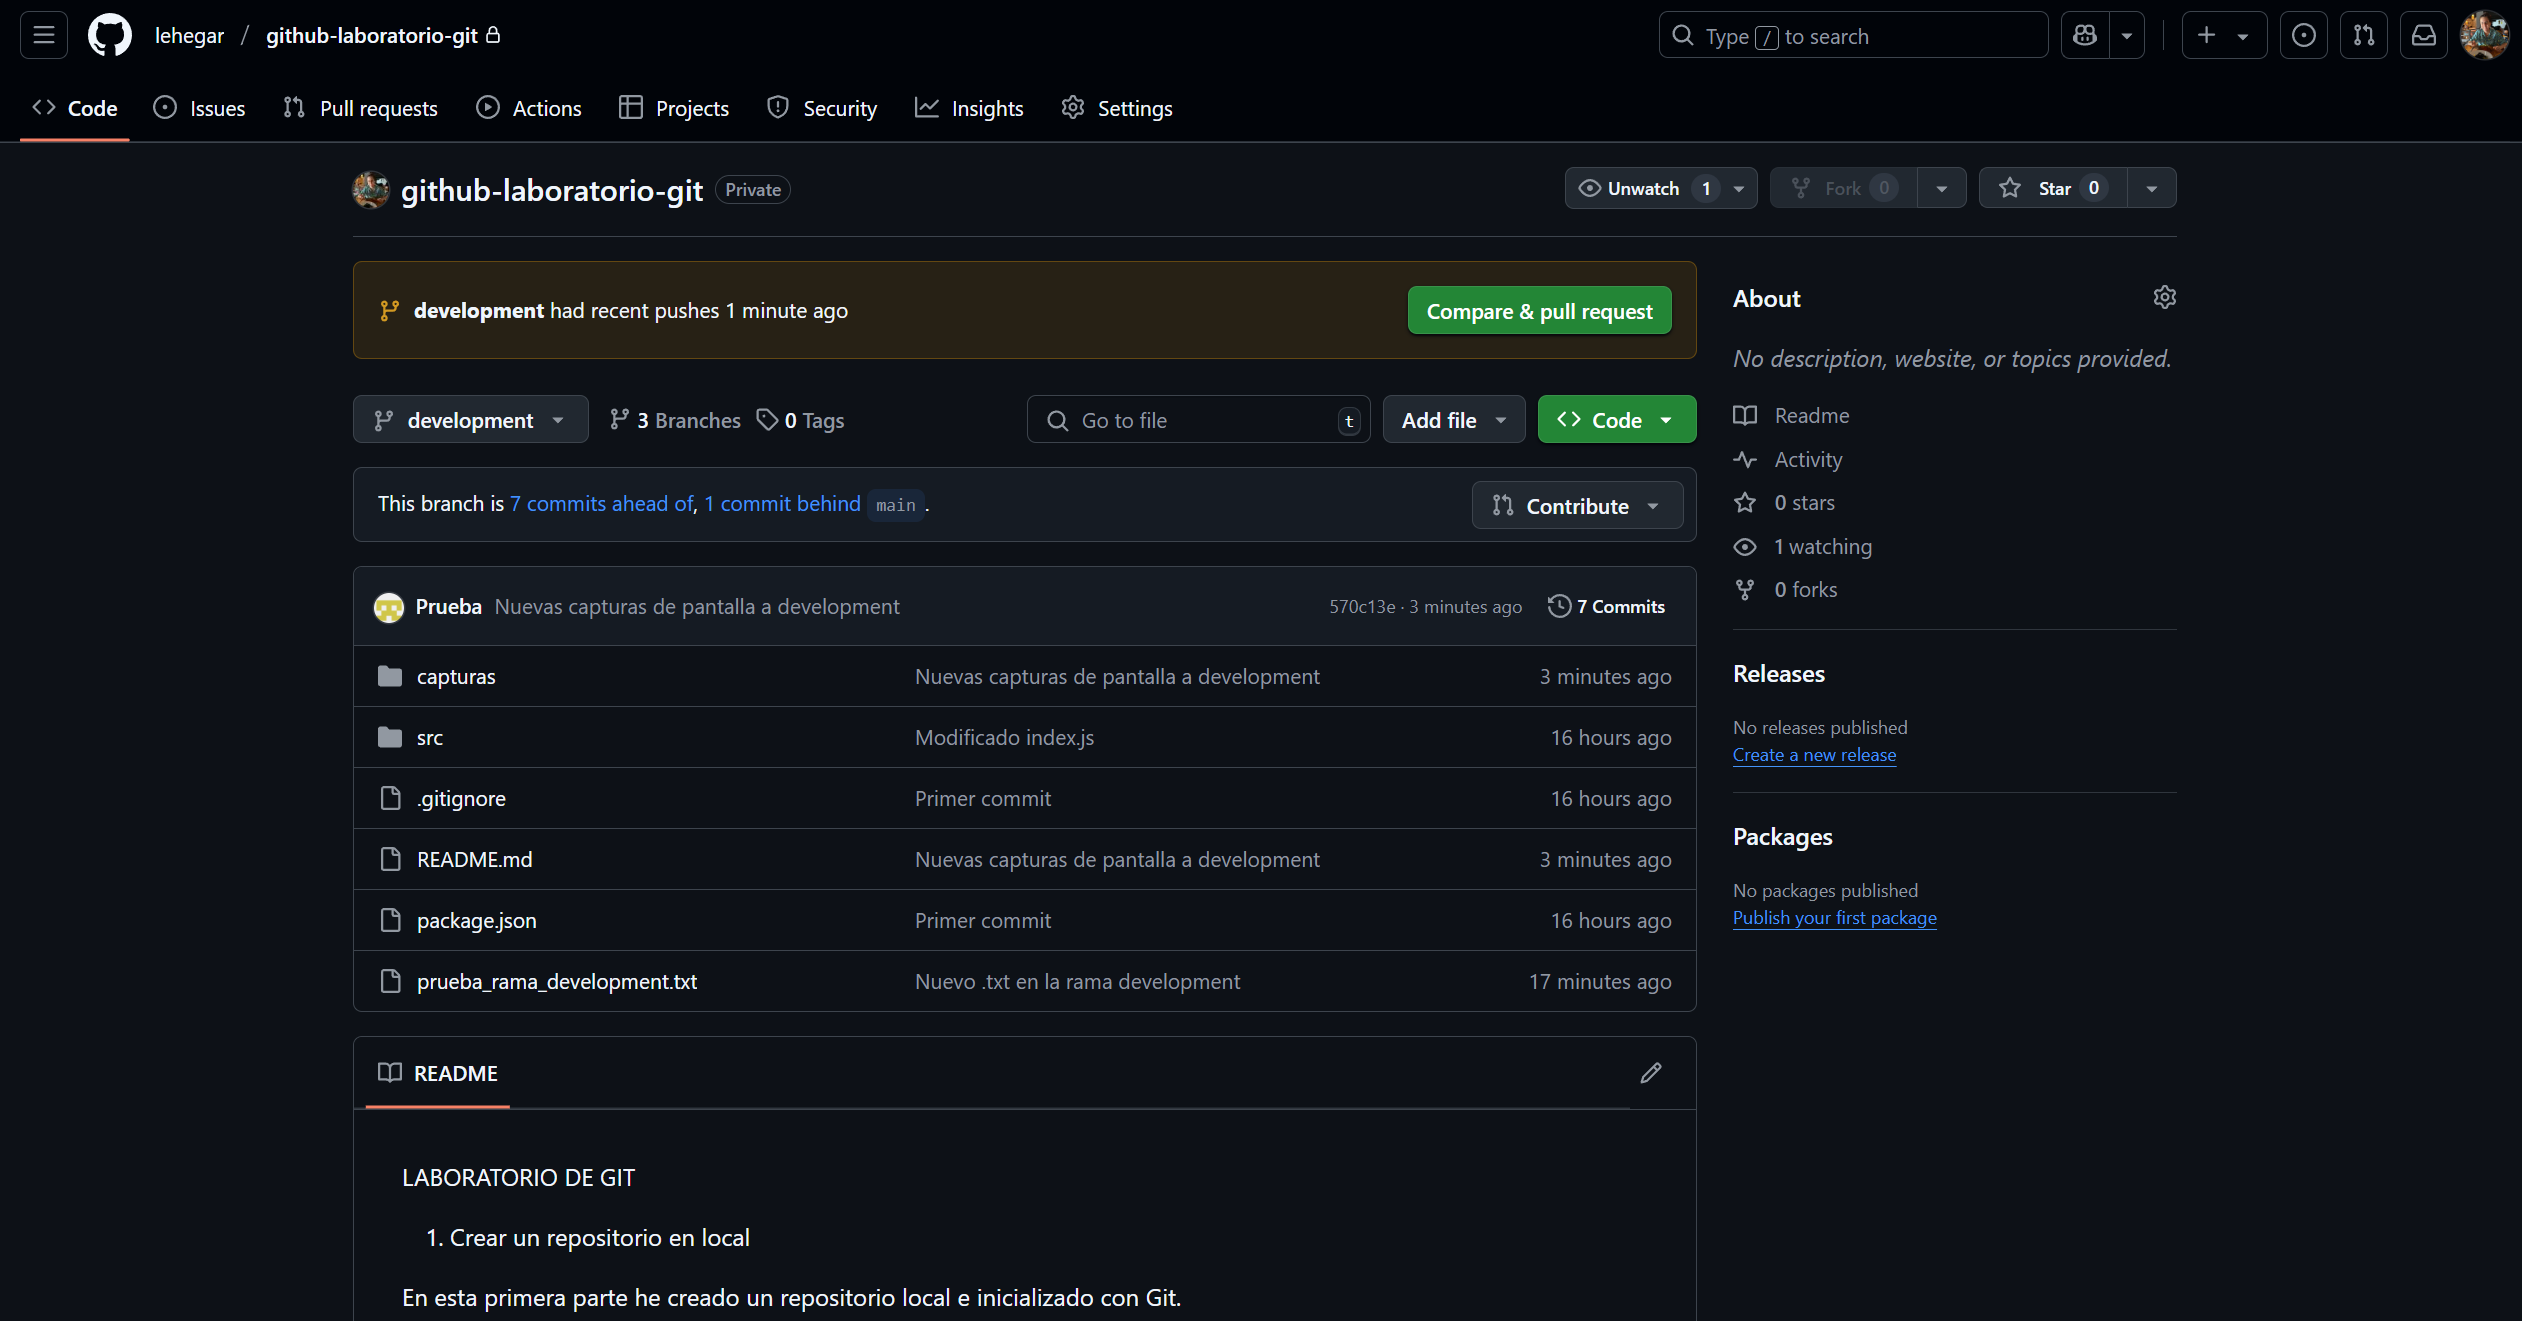 lehegar / github-laboratorio-git
Type / to search
Code Issues Pull requests Actions Projects Security Insights Settings
github-laboratorio-git Private
Unwatch 1 Fork 0 Star 0
development had recent pushes 1 minute ago
Compare & pull request
development 3 Branches 0 Tags
Go to file t Add file Code
This branch is 7 commits ahead of, 1 commit behind main .
Contribute
Prueba Nuevas capturas de pantalla a development 570c13e · 3 minutes ago 7 Commits
capturas Nuevas capturas de pantalla a development 3 minutes ago
src Modificado index.js 16 hours ago
.gitignore Primer commit 16 hours ago
README.md Nuevas capturas de pantalla a development 3 minutes ago
package.json Primer commit 16 hours ago
prueba_rama_development.txt Nuevo .txt en la rama development 17 minutes ago
README
LABORATORIO DE GIT
1. Crear un repositorio en local
En esta primera parte he creado un repositorio local e inicializado con Git.
About
No description, website, or topics provided.
Readme
Activity
0 stars
1 watching
0 forks
Releases
No releases published
Create a new release
Packages
No packages published
Publish your first package